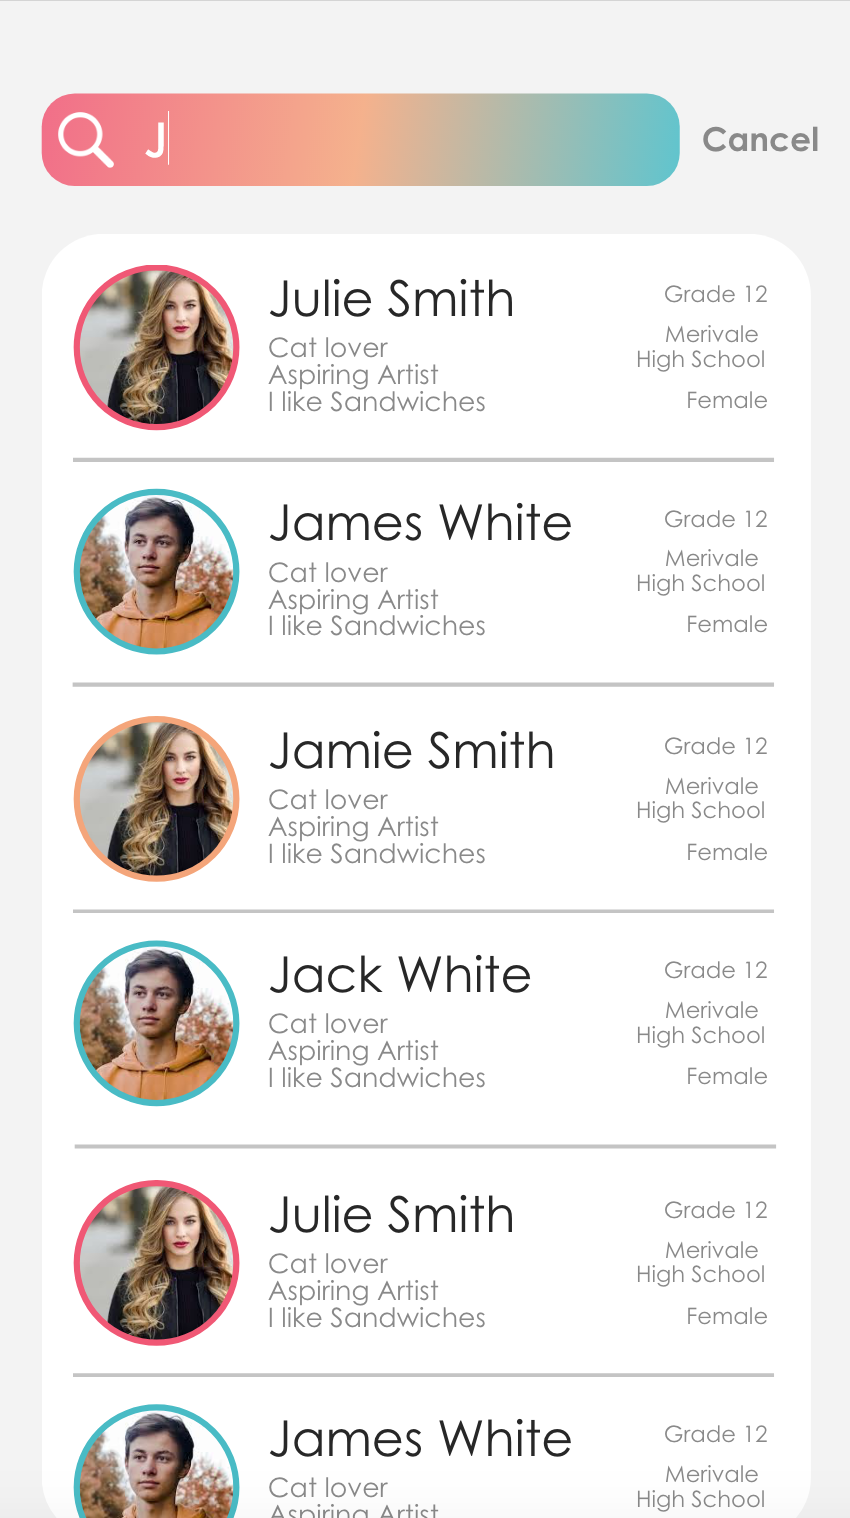 J
Cancel
Julie Smith
Cat lover
Aspiring Artist
I like Sandwiches
Grade 12
Merivale
High School
Female
James White
Cat lover
Aspiring Artist
I like Sandwiches
Grade 12
Merivale
High School
Female
Jamie Smith
Cat lover
Aspiring Artist
I like Sandwiches
Grade 12
Merivale
High School
Female
Jack White
Cat lover
Aspiring Artist
I like Sandwiches
Grade 12
Merivale
High School
Female
Julie Smith
Cat lover
Aspiring Artist
I like Sandwiches
Grade 12
Merivale
High School
Female
James White
Cat lover
Aspiring Artist
Grade 12
Merivale
High School